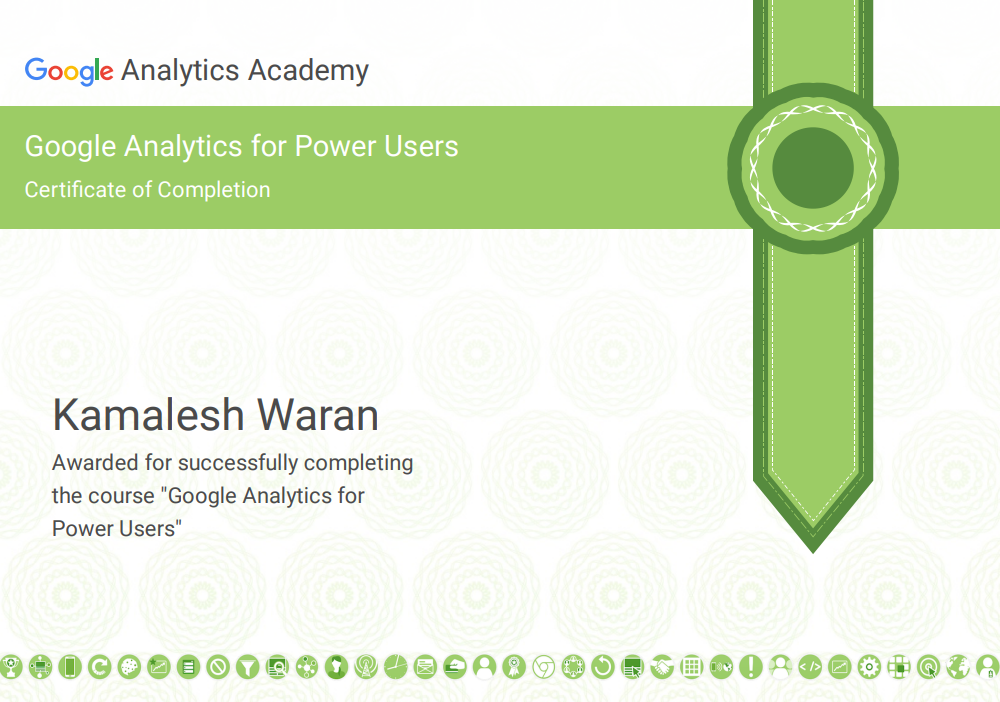 Google Analytics Academy
Google Analytics for Power Users
Certificate of Completion
Kamalesh Waran
Awarded for successfully completing
the course "Google Analytics for
Power Users"